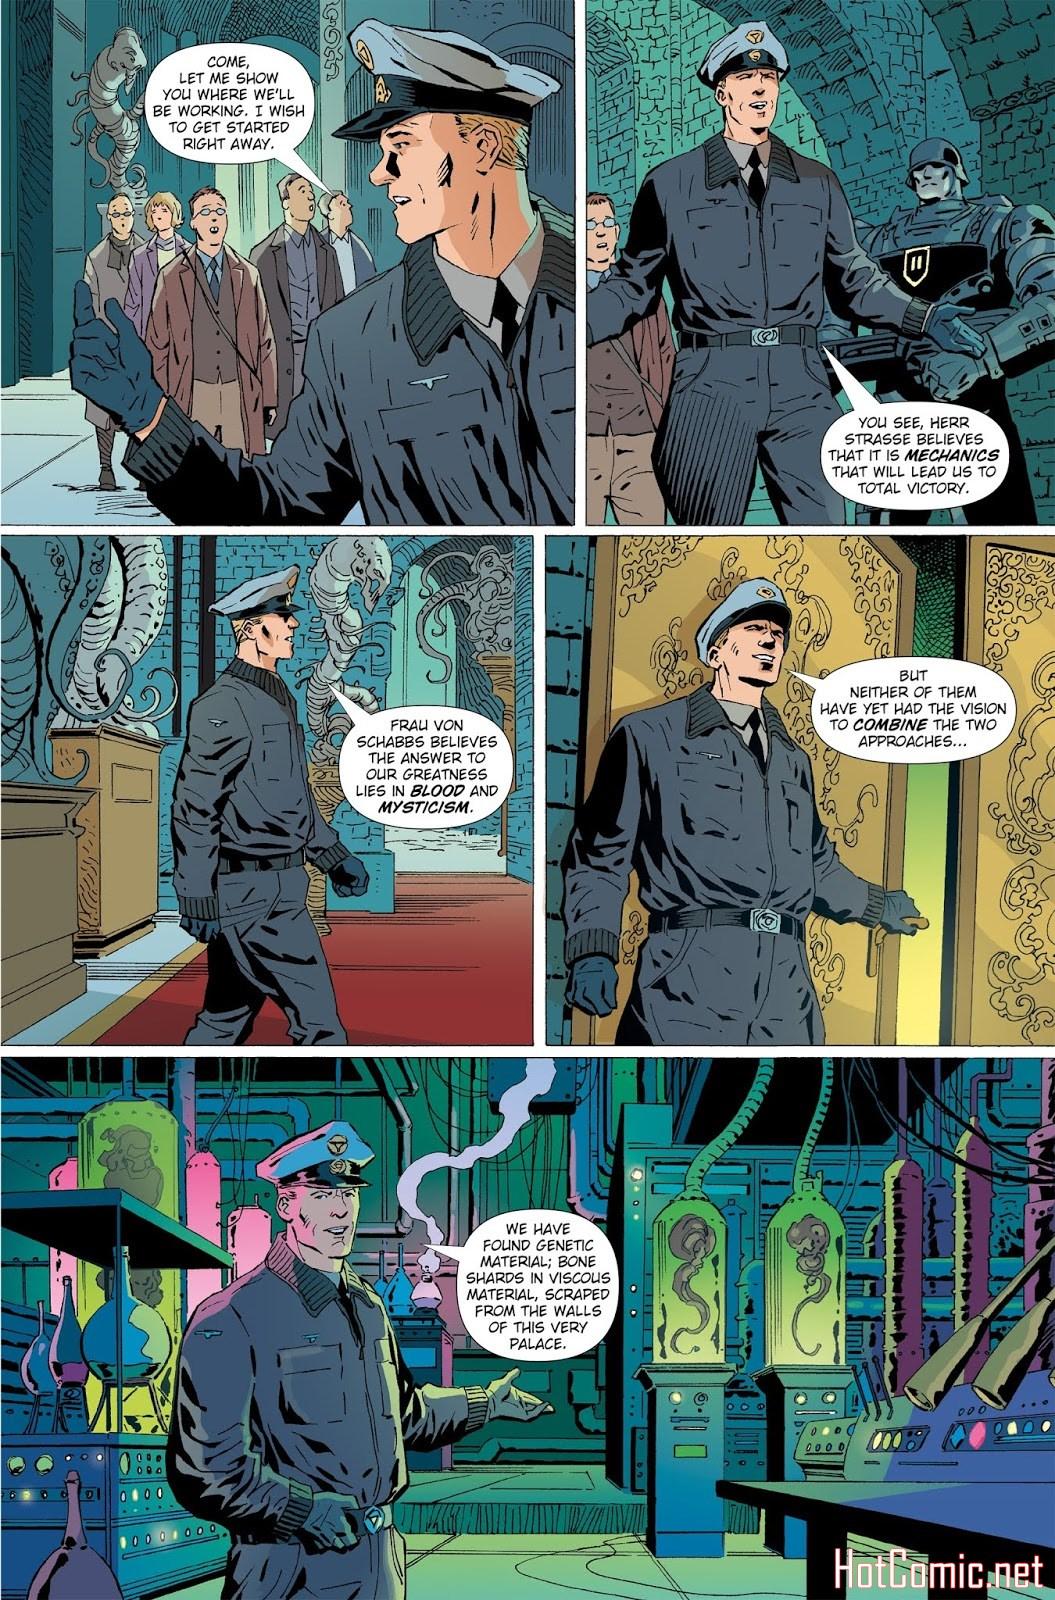 COME,
LET ME SHOW
YOU WHERE WE'LL
BE WORKING. I WISH
TO GET STARTED
RIGHT AWAY.
YOU SEE, HERR
STRASSE BELIEVES
THAT IT IS MECHANICS
THAT WILL LEAD US TO
TOTAL VICTORY.
FRAU VON
SCHABBS BELIEVES
THE ANSWER TO
OUR GREATNESS
LIES IN BLOOD AND
MYSTICISM.
BUT
NEITHER OF THEM
HAVE YET HAD THE VISION
TO COMBINE THE TWO
APPROACHES...
WE HAVE
FOUND GENETIC
MATERIAL; BONE
SHARDS IN VISCOUS
MATERIAL, SCRAPED
FROM THE WALLS
OF THIS VERY
PALACE.
HotComic.net